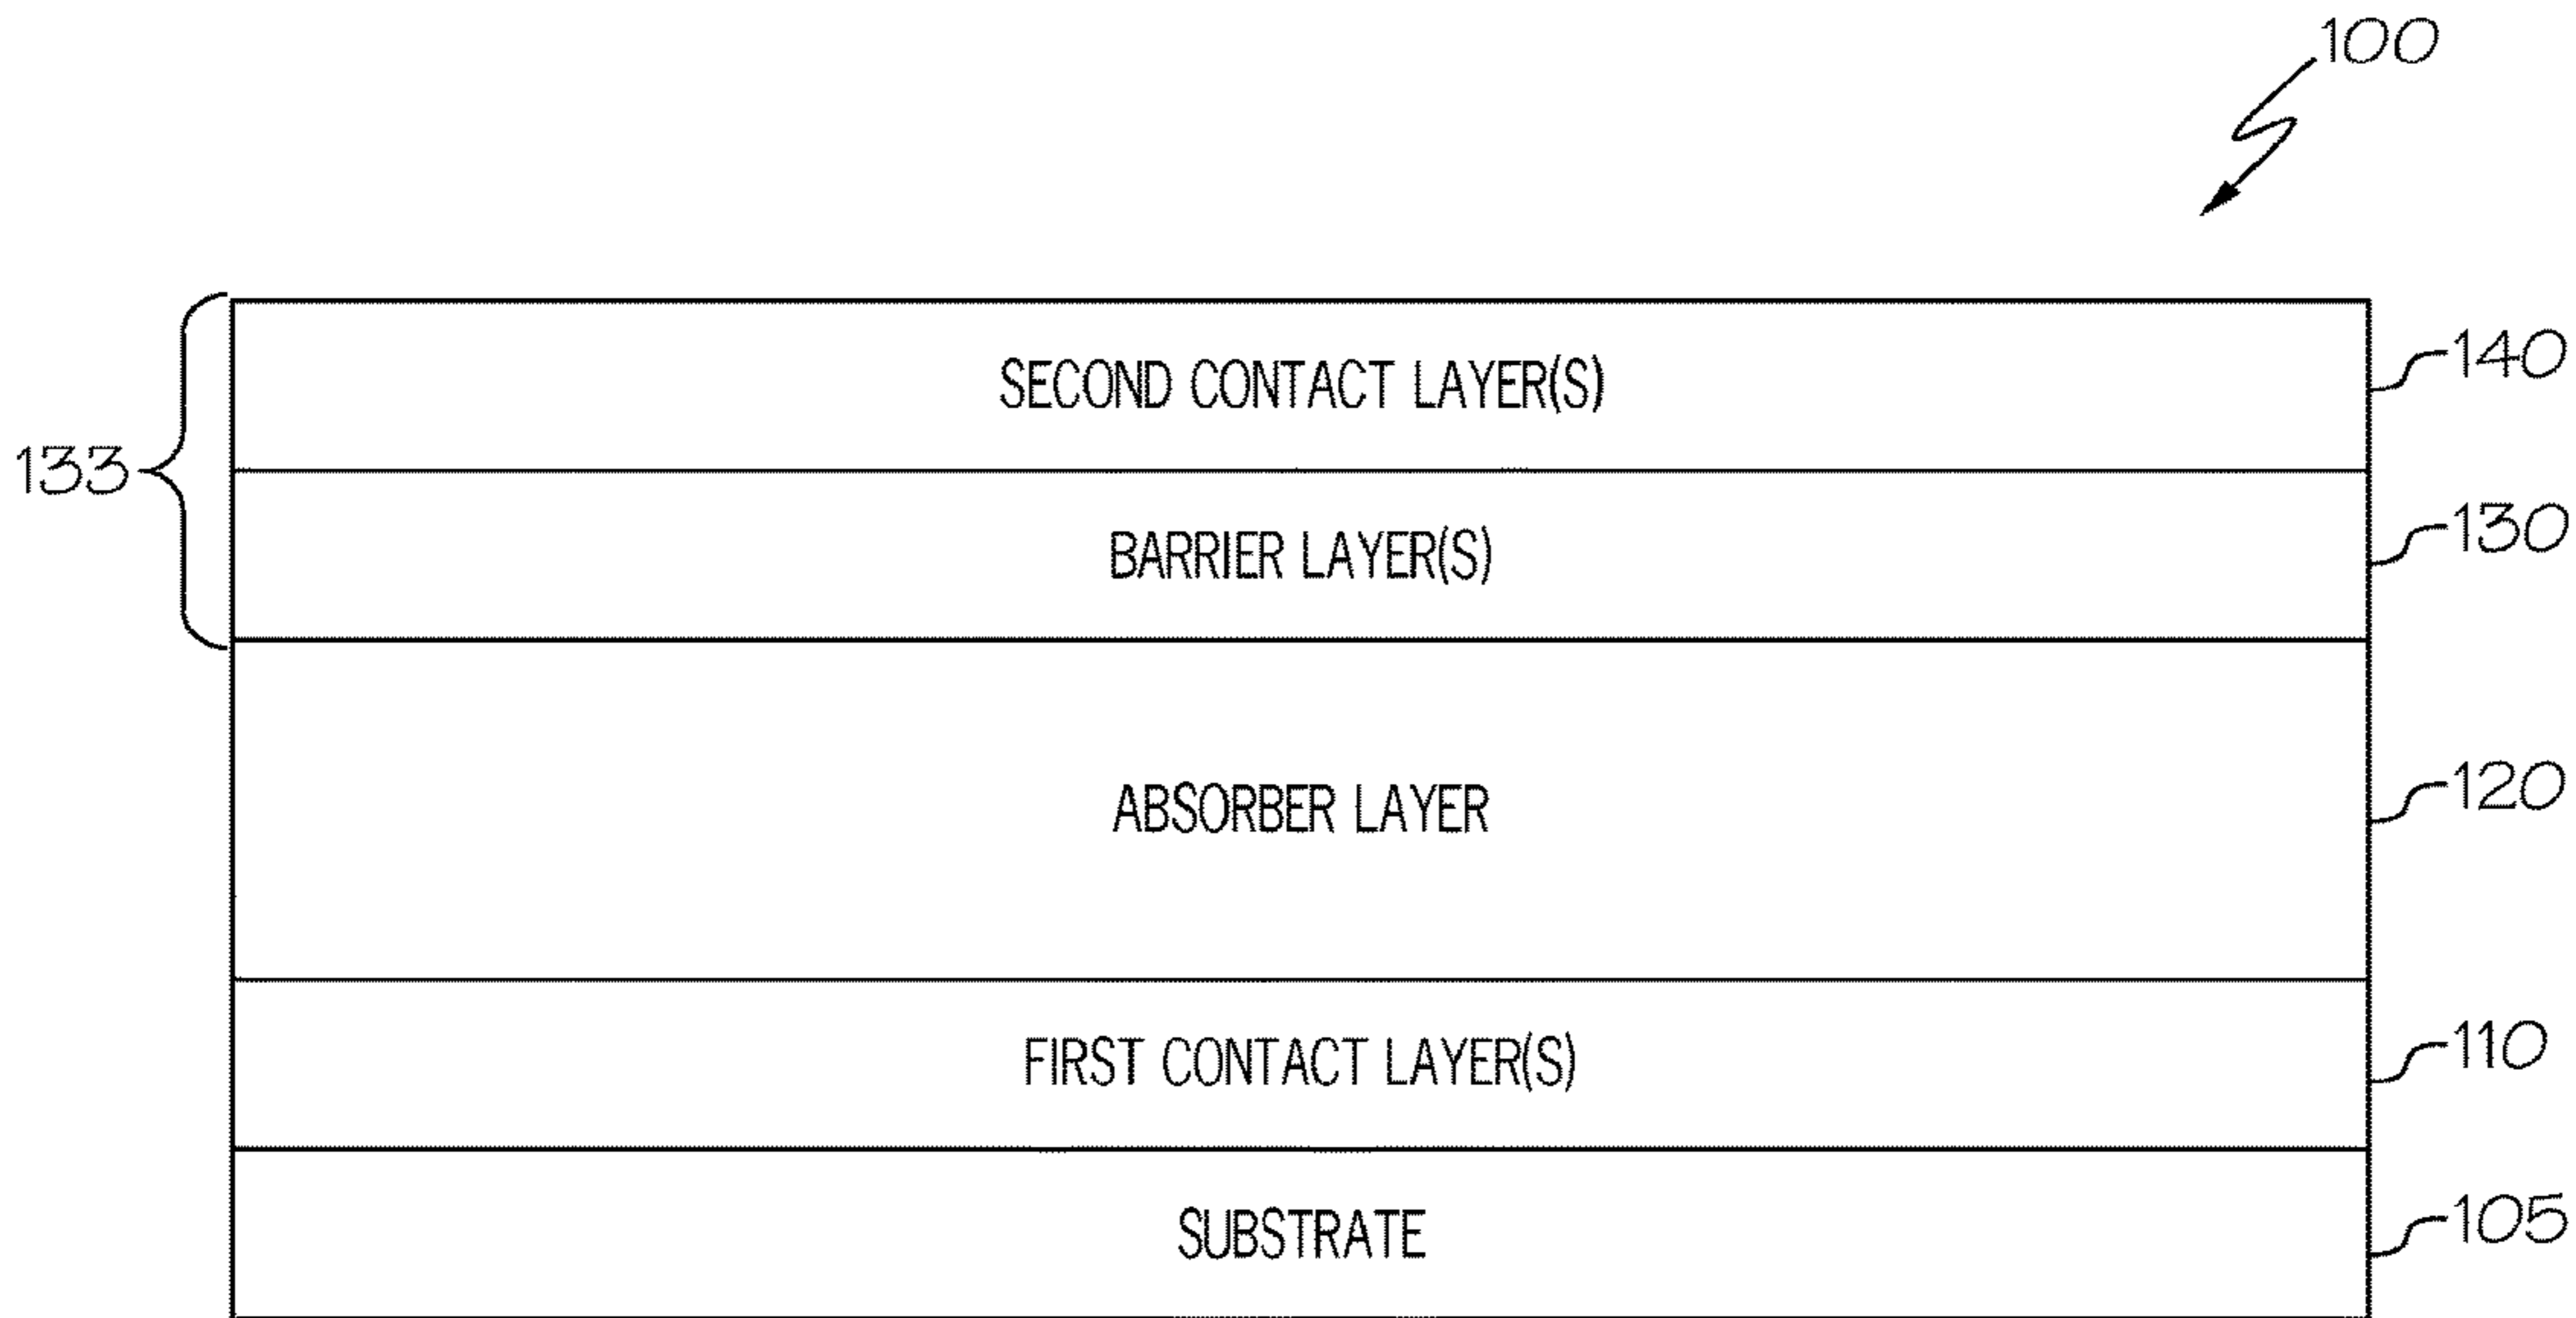 100
SECOND CONTACT LAYER(S)
140
133
BARRIER LAYER(S)
130
ABSORBER LAYER
120
FIRST CONTACT LAYER(S)
110
SUBSTRATE
105